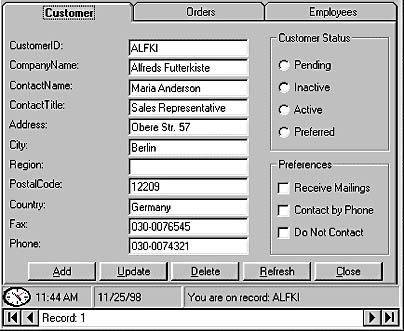 Customer Orders Employees
CustomerID: ALFKI
CompanyName: Alfreds Futterkiste
ContactName: Maria Anderson
ContactTitle: Sales Representative
Address: Obere Str. 57
City: Berlin
Region:
PostalCode: 12209
Country: Germany
Fax: 030-0076545
Phone: 030-0074321
Customer Status
Pending
Inactive
Active
Preferred
Preferences
Receive Mailings
Contact by Phone
Do Not Contact
Add Update Delete Refresh Close
11:44 AM 11/25/98 You are on record: ALFKI
Record: 1